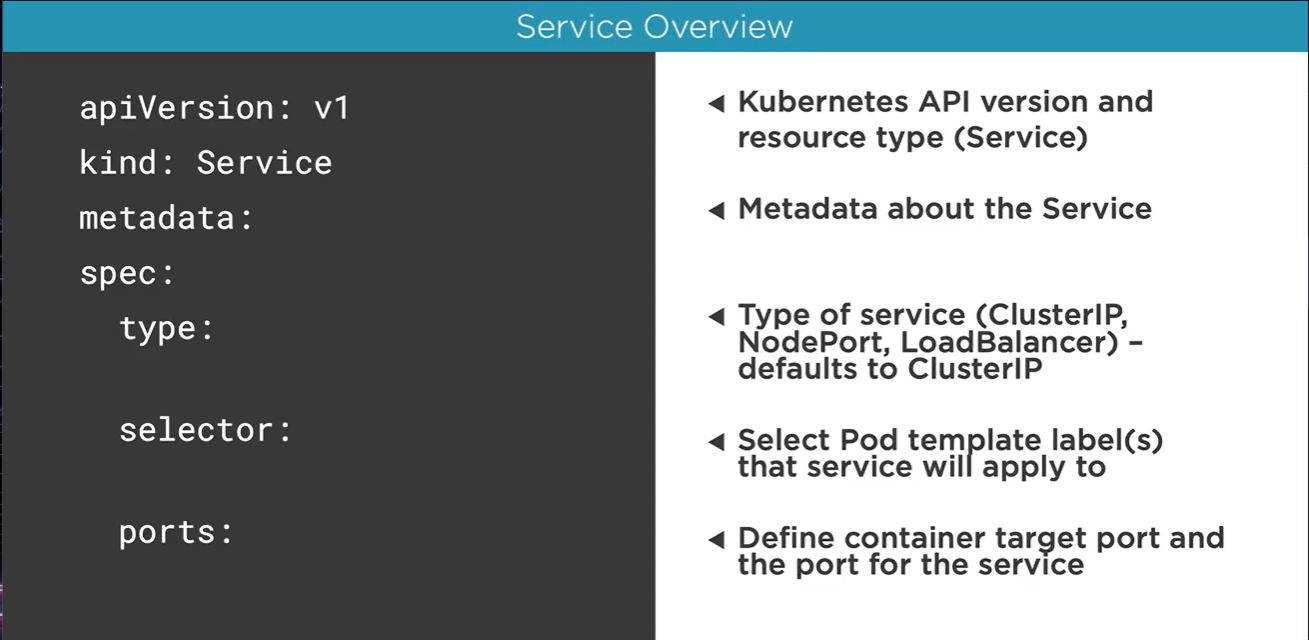 Service Overview
apiVersion: v1
kind: Service
metadata:
spec:
type:
selector:
ports:
Kubernetes API version and
resource type (Service)
Metadata about the Service
Type of service (ClusterIP,
NodePort, LoadBalancer) –
defaults to ClusterIP
Select Pod template label(s)
that service will apply to
Define container target port and
the port for the service